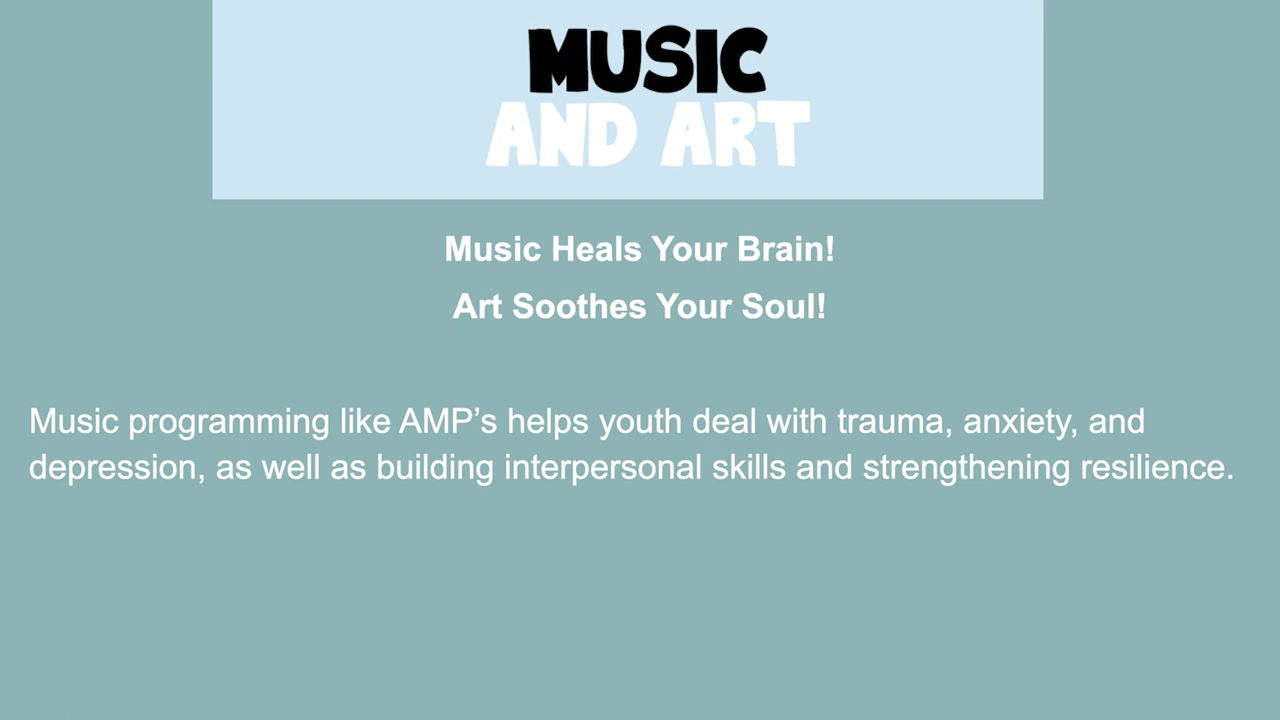 MUSIC
AND ART
Music Heals Your Brain!
Art Soothes Your Soul!
Music programming like AMP’s helps youth deal with trauma, anxiety, and
depression, as well as building interpersonal skills and strengthening resilience.